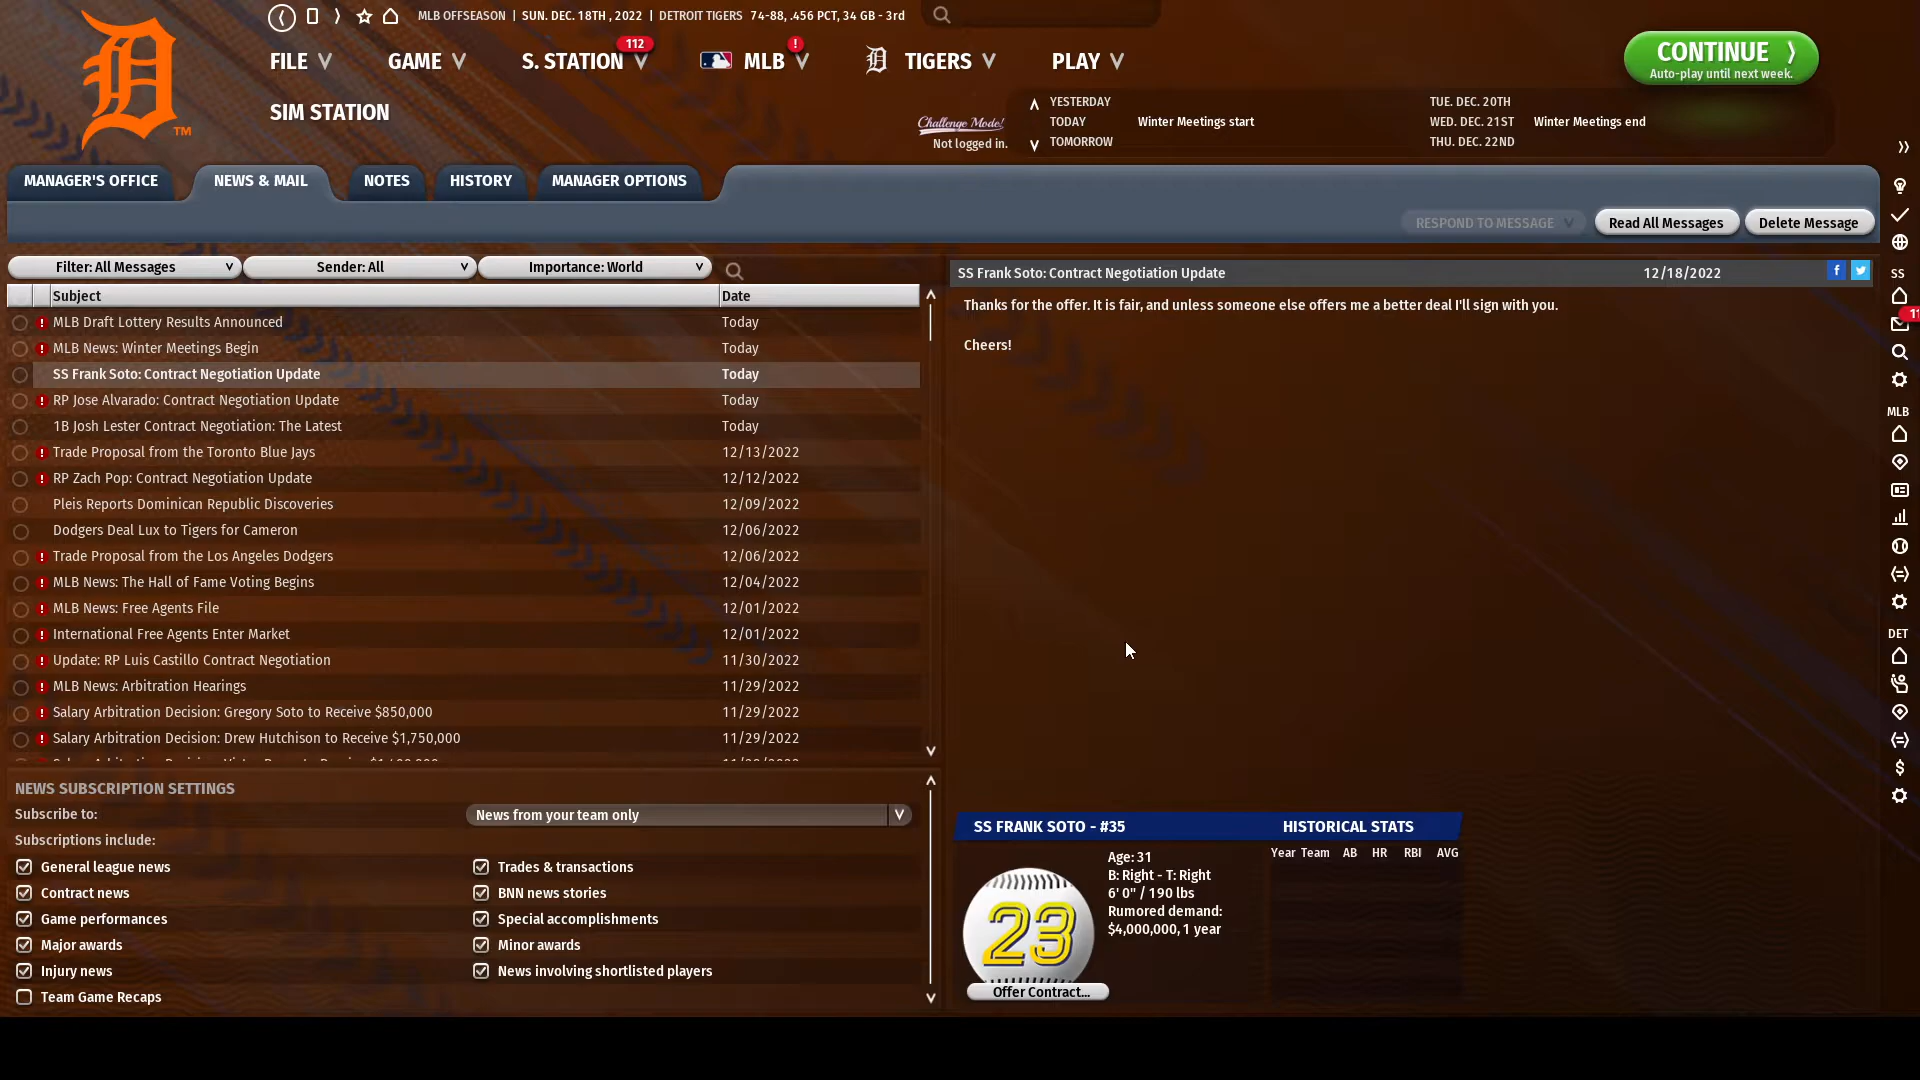 MLB OFFSEASON | SUN. DEC. 18TH , 2022 | DETROIT TIGERS 74-88, .456 PCT, 34 GB - 3rd
FILE GAME S. STATION 112 MLB ! TIGERS PLAY
CONTINUE
Auto-play until next week.
TM
SIM STATION
Challenge Mode!
Not logged in.
YESTERDAY
TODAY Winter Meetings start
TOMORROW
TUE. DEC. 20TH
WED. DEC. 21ST Winter Meetings end
THU. DEC. 22ND
MANAGER'S OFFICE NEWS & MAIL NOTES HISTORY MANAGER OPTIONS
RESPOND TO MESSAGE Read All Messages Delete Message
Filter: All Messages Sender: All Importance: World
Subject Date
MLB Draft Lottery Results Announced Today
MLB News: Winter Meetings Begin Today
SS Frank Soto: Contract Negotiation Update Today
RP Jose Alvarado: Contract Negotiation Update Today
1B Josh Lester Contract Negotiation: The Latest Today
Trade Proposal from the Toronto Blue Jays 12/13/2022
RP Zach Pop: Contract Negotiation Update 12/12/2022
Pleis Reports Dominican Republic Discoveries 12/09/2022
Dodgers Deal Lux to Tigers for Cameron 12/06/2022
Trade Proposal from the Los Angeles Dodgers 12/06/2022
MLB News: The Hall of Fame Voting Begins 12/04/2022
MLB News: Free Agents File 12/01/2022
International Free Agents Enter Market 12/01/2022
Update: RP Luis Castillo Contract Negotiation 11/30/2022
MLB News: Arbitration Hearings 11/29/2022
Salary Arbitration Decision: Gregory Soto to Receive $850,000 11/29/2022
Salary Arbitration Decision: Drew Hutchison to Receive $1,750,000 11/29/2022
NEWS SUBSCRIPTION SETTINGS
Subscribe to: News from your team only
Subscriptions include:
General league news Trades & transactions
Contract news BNN news stories
Game performances Special accomplishments
Major awards Minor awards
Injury news News involving shortlisted players
Team Game Recaps
SS Frank Soto: Contract Negotiation Update 12/18/2022
Thanks for the offer. It is fair, and unless someone else offers me a better deal I'll sign with you.
Cheers!
SS FRANK SOTO - #35
Age: 31
B: Right - T: Right
6' 0" / 190 lbs
Rumored demand:
$4,000,000, 1 year
23
Offer Contract...
HISTORICAL STATS
Year Team AB HR RBI AVG
SS
11
MLB
DET